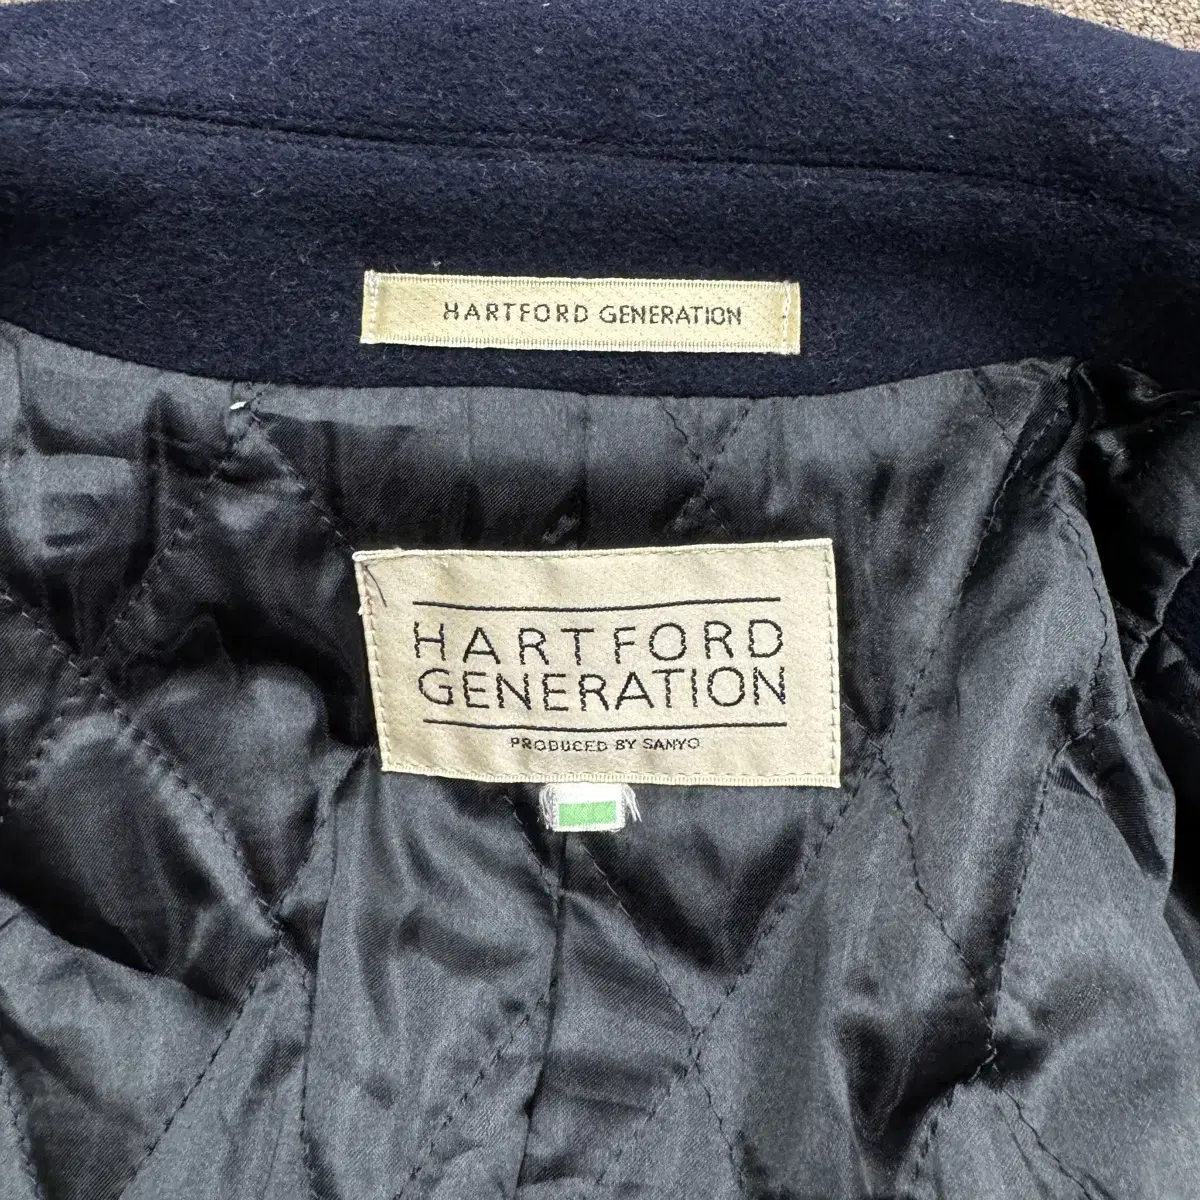 HARTFORD GENERATION
HARTFORD
GENERATION
PRODUCED BY SANYO